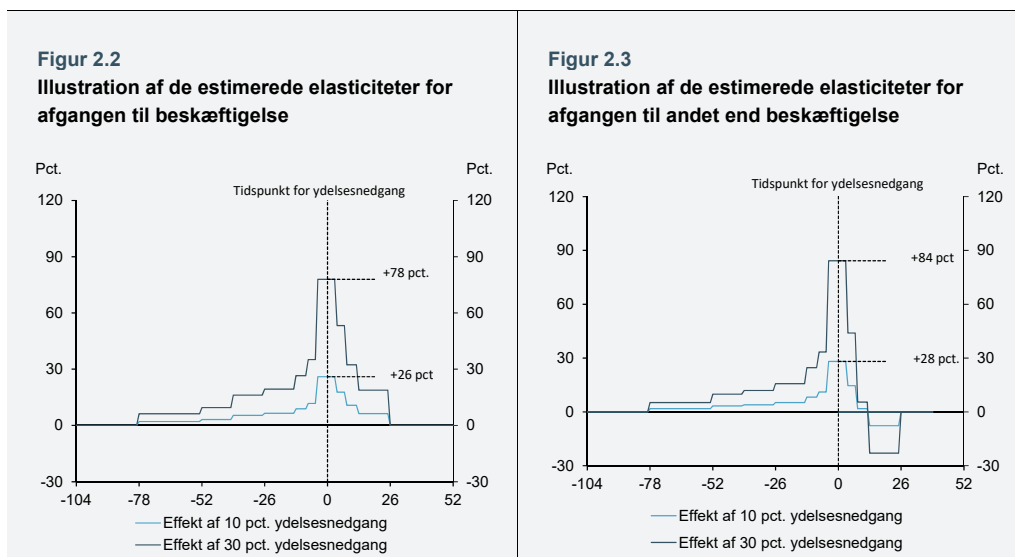 Figur 2.2
Illustration af de estimerede elasticiteter for
afgangen til beskæftigelse
Pct.
Pct.
Tidspunkt for ydelsesnedgang
120
90
60
30
0
-30
120
90
60
30
0
-30
+78 pct.
+26 pct
-104
-78
-52
-26
0
26
52
Effekt af 10 pct. ydelsesnedgang
Effekt af 30 pct. ydelsesnedgang
Figur 2.3
Illustration af de estimerede elasticiteter for
afgangen til andet end beskæftigelse
Pct.
Pct.
Tidspunkt for ydelsesnedgang
120
90
60
30
0
-30
120
90
60
30
0
-30
+84 pct
+28 pct
-104
-78
-52
-26
0
26
52
Effekt af 10 pct. ydelsesnedgang
Effekt af 30 pct. ydelsesnedgang